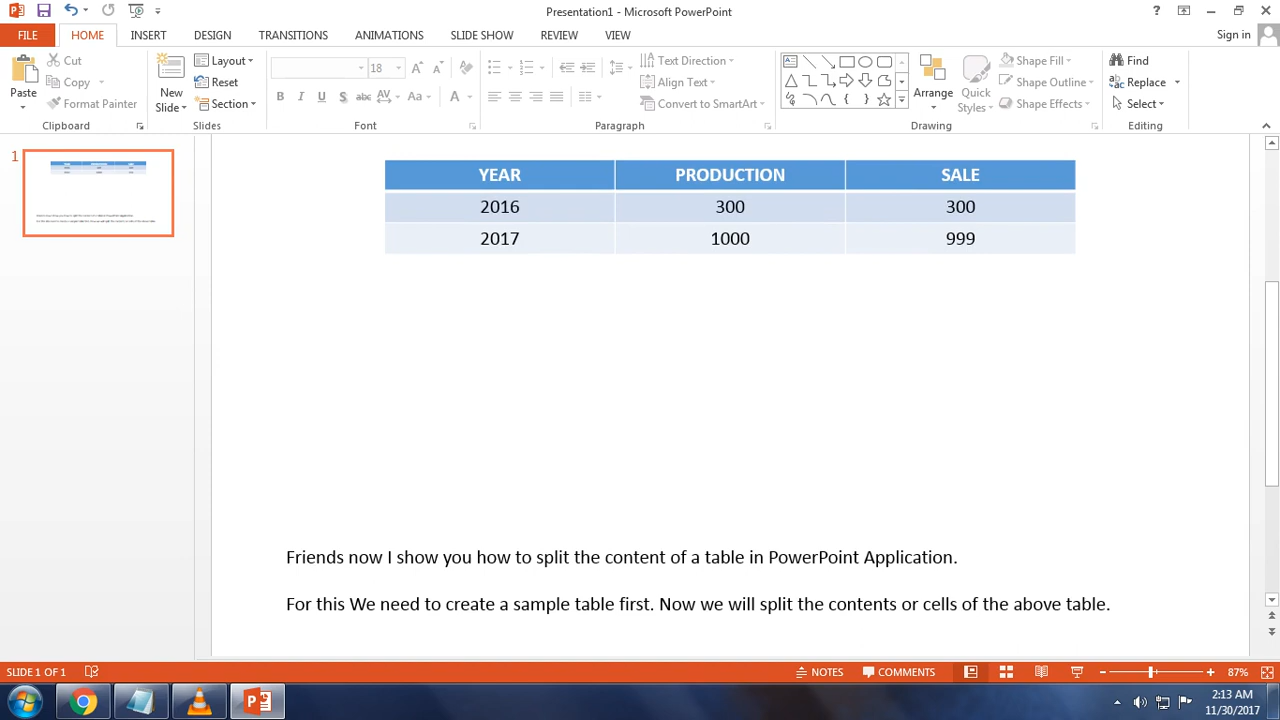 Presentation1 - Microsoft PowerPoint
FILE HOME INSERT DESIGN TRANSITIONS ANIMATIONS SLIDE SHOW REVIEW VIEW Sign in
Paste Cut
Copy
Format Painter
Clipboard
New Slide Layout
Reset
Section
Slides
18
B I U S abc AV Aa A
Font
Text Direction
Align Text
Convert to SmartArt
Paragraph
Arrange Quick Styles
Shape Fill
Shape Outline
Shape Effects
Drawing
Find
Replace
Select
Editing
1
YEAR PRODUCTION SALE
2016 300 300
2017 1000 999
Friends now I show you how to split the content of a table in PowerPoint Application.
For this We need to create a sample table first. Now we will split the contents or cells of the above table.
SLIDE 1 OF 1 NOTES COMMENTS 87%
2:13 AM
11/30/2017